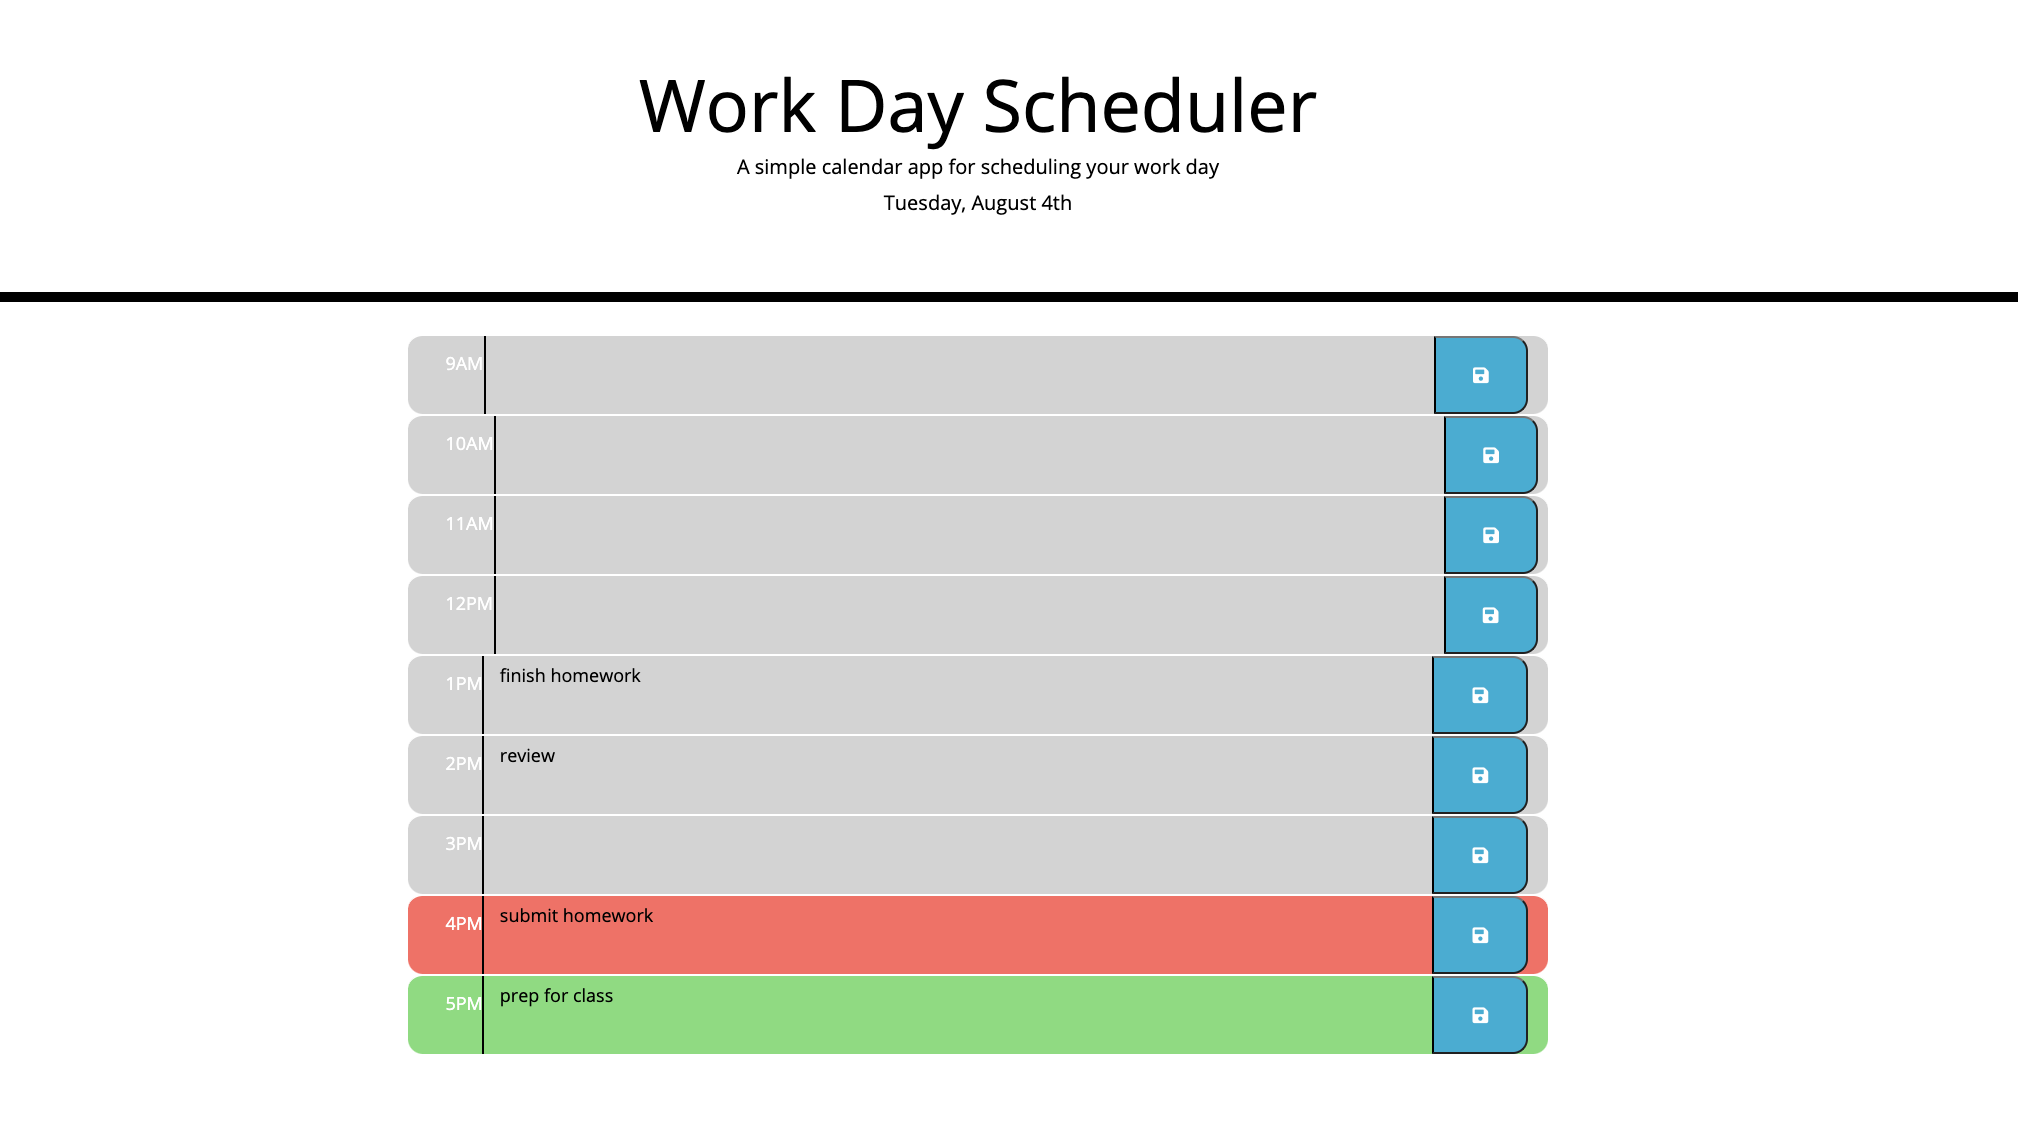 Work Day Scheduler
A simple calendar app for scheduling your work day
Tuesday, August 4th
9AM
10AM
11AM
12PM
1PM finish homework
2PM review
3PM
4PM submit homework
5PM prep for class